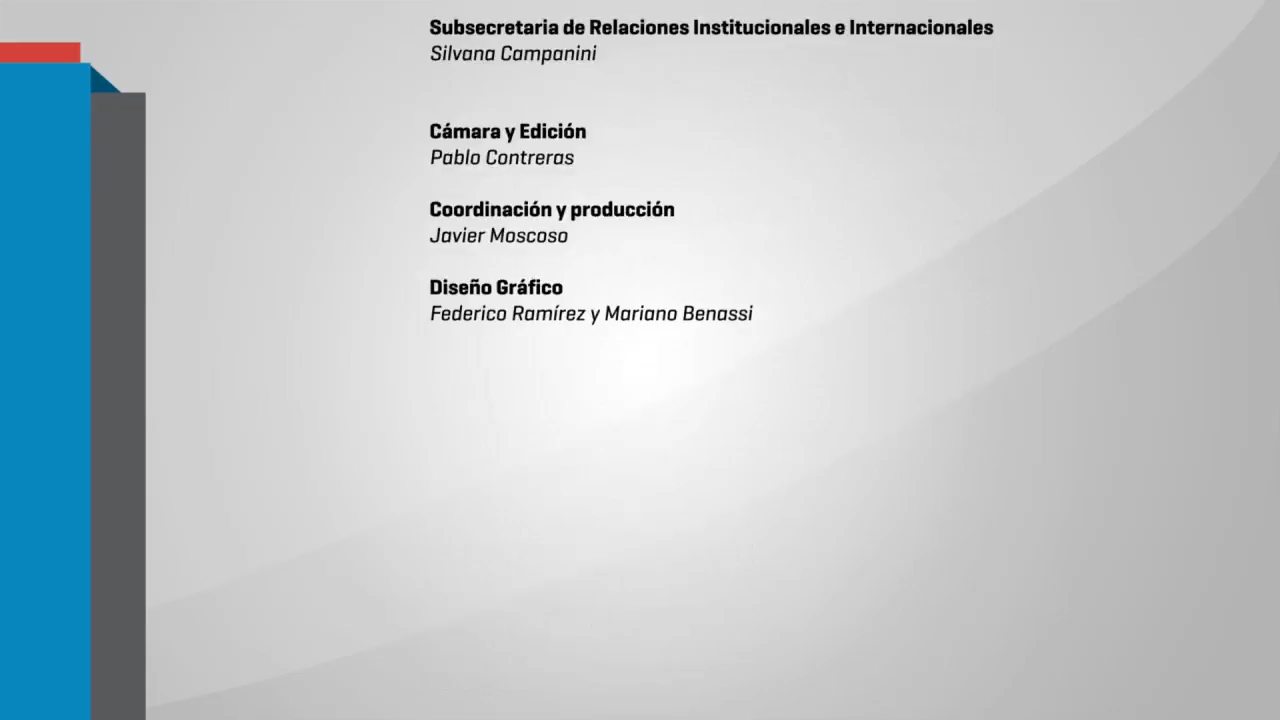 Subsecretaria de Relaciones Institucionales e Internacionales
Silvana Campanini
Cámara y Edición
Pablo Contreras
Coordinación y producción
Javier Moscoso
Diseño Gráfico
Federico Ramírez y Mariano Benassi